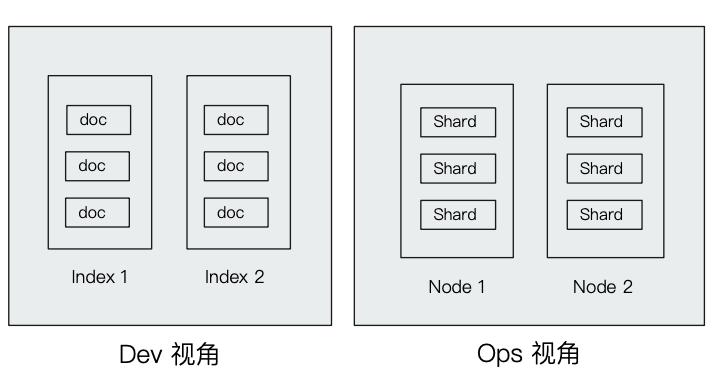 doc
doc
doc
Index 1
doc
doc
doc
Index 2
Dev 视角
Shard
Shard
Shard
Node 1
Shard
Shard
Shard
Node 2
Ops 视角